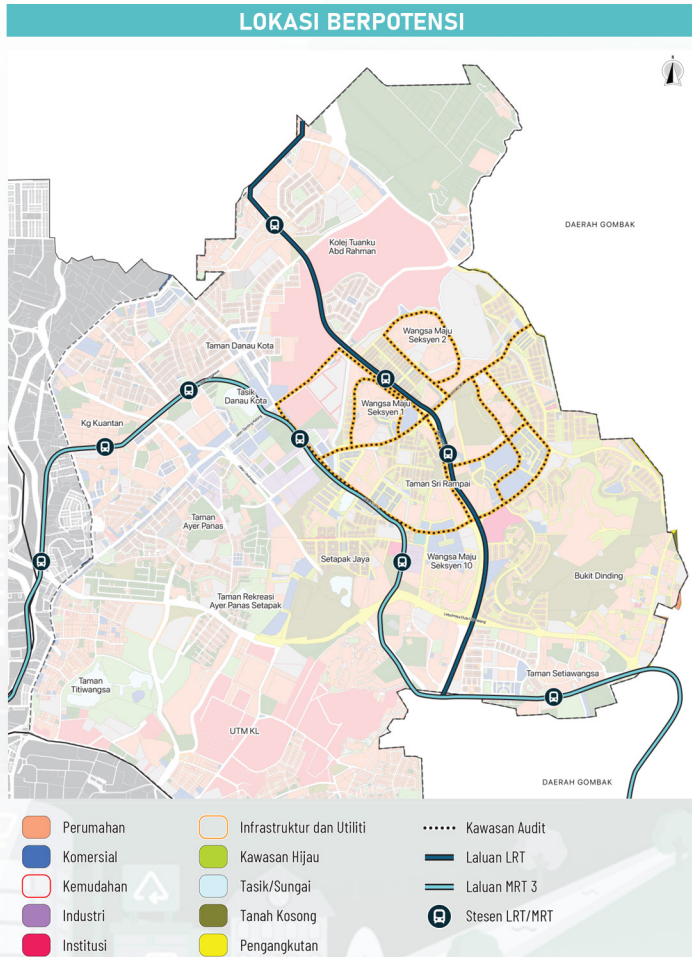 LOKASI BERPOTENSI
DAERAH GOMBAK
Kolej Tuanku
Abd Rahman
Wangsa Maju
Seksyen 2
Taman Danau Kota
Tasik
Danau Kota
Wangsa Maju
Seksyen 1
Kg Kuantan
Taman Sri Rampai
Taman
Ayer Panas
Setapak Jaya
Wangsa Maju
Seksyen 10
Bukit Dinding
Taman Rekreasi
Ayer Panas Setapak
Taman Setiawangsa
Taman
Titiwangsa
UTM KL
DAERAH GOMBAK
Perumahan
Komersial
Kemudahan
Industri
Institusi
Infrastruktur dan Utiliti
Kawasan Hijau
Tasik/Sungai
Tanah Kosong
Pengangkutan
Kawasan Audit
Laluan LRT
Laluan MRT 3
Stesen LRT/MRT